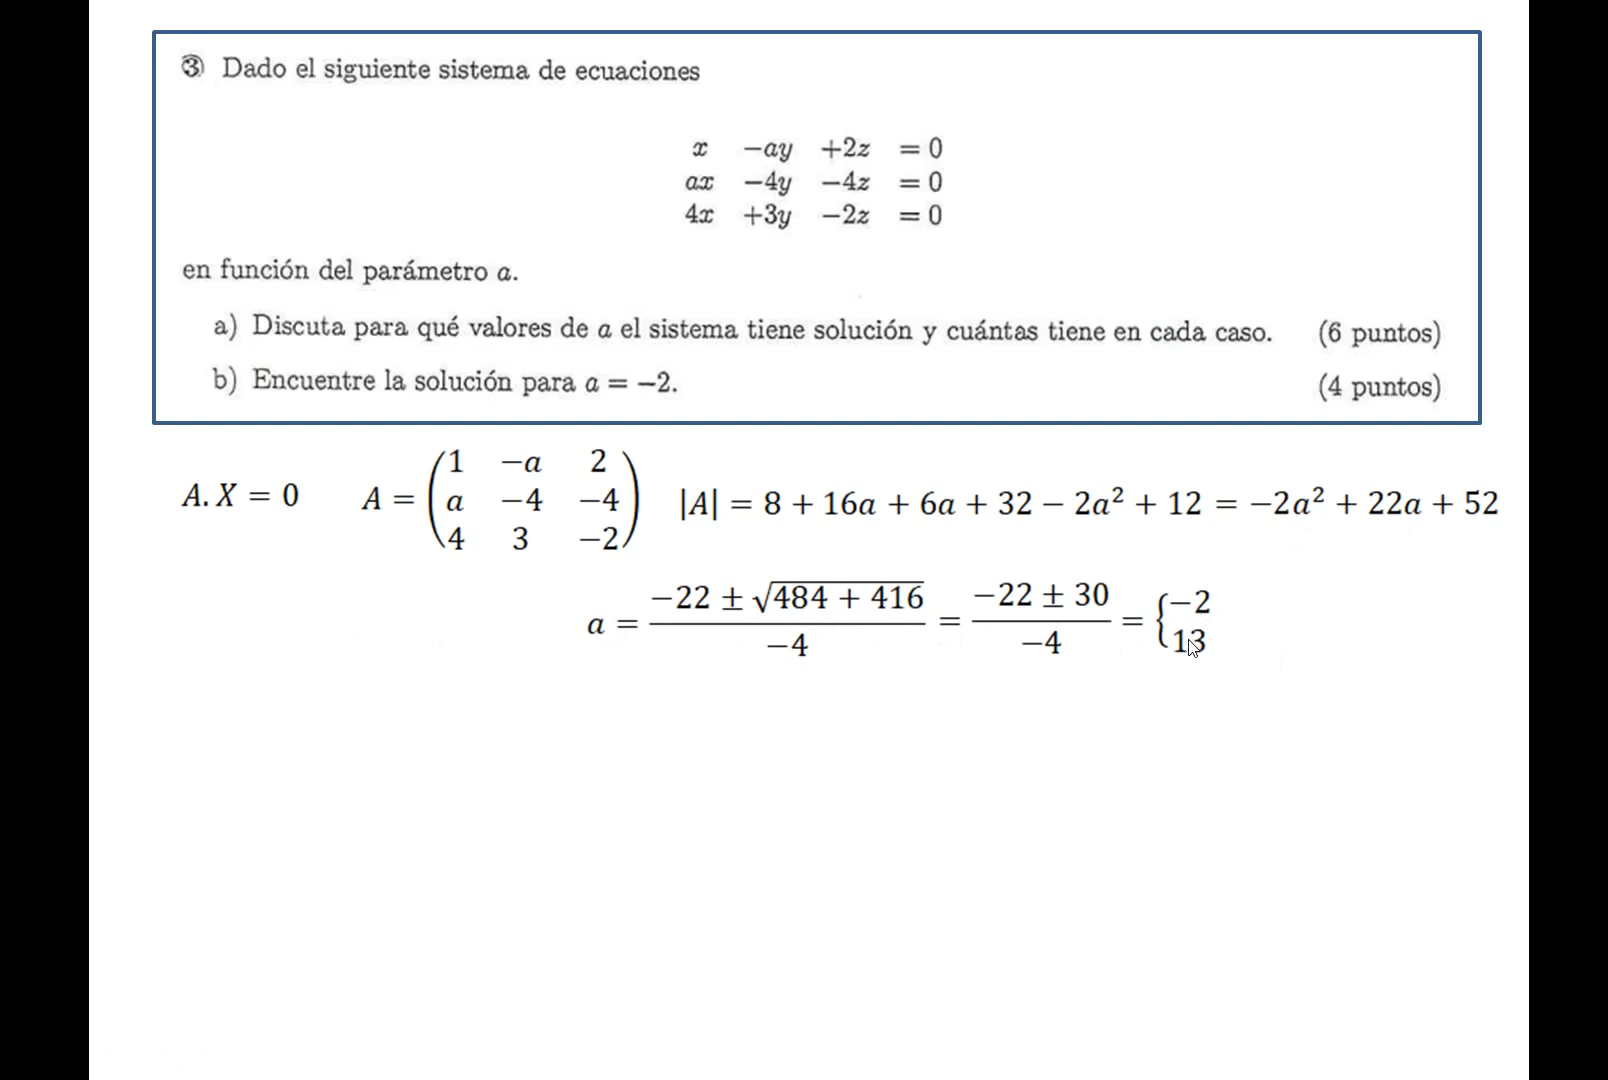 ③ Dado el siguiente sistema de ecuaciones
x −ay +2z = 0
ax −4y −4z = 0
4x +3y −2z = 0
en función del parámetro a.
a) Discuta para qué valores de a el sistema tiene solución y cuántas tiene en cada caso. (6 puntos)
b) Encuentre la solución para a = −2. (4 puntos)
A. X = 0 A = (1 −a 2
a −4 −4
4 3 −2) |A| = 8 + 16a + 6a + 32 − 2a² + 12 = −2a² + 22a + 52
a = (−22 ± √(484 + 416))/(−4) = (−22 ± 30)/(−4) = {−2
13